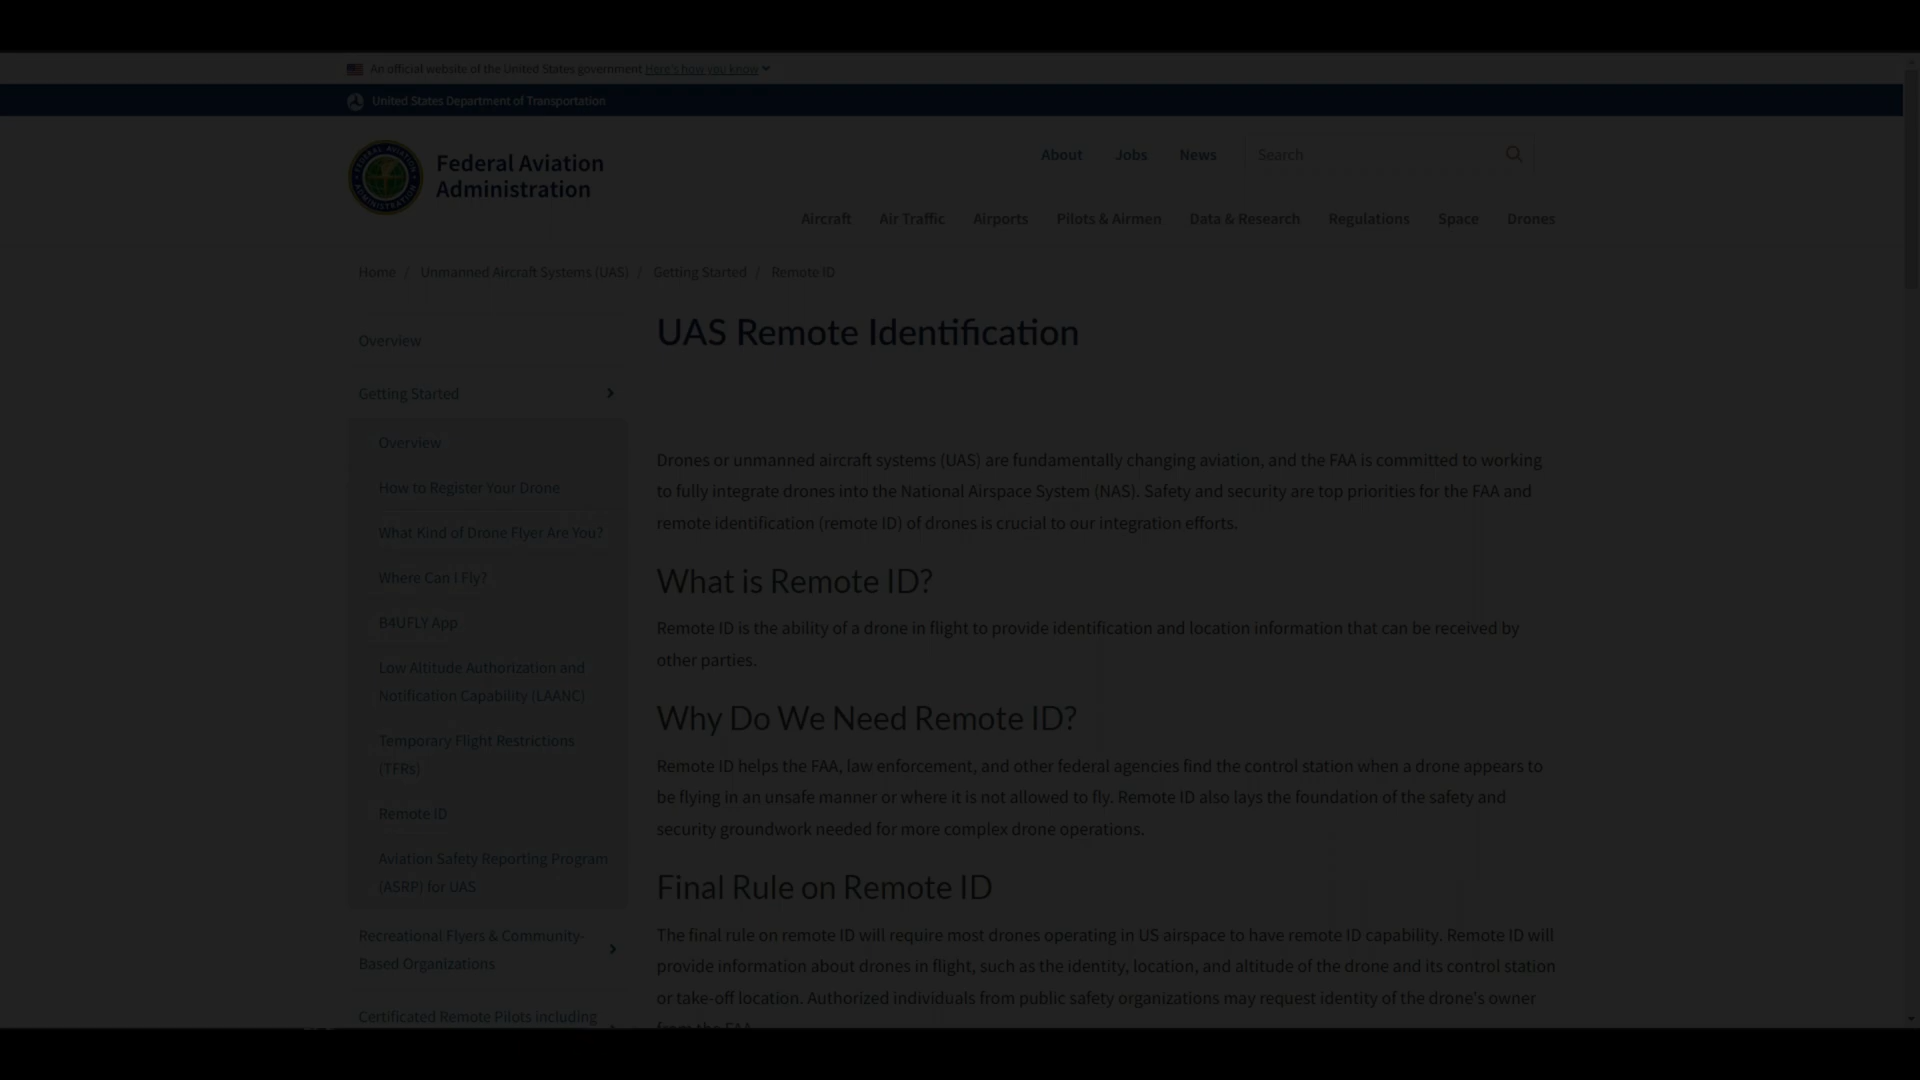 An official website of the United States government Here's how you know
United States Department of Transportation
Federal Aviation
Administration
About
Jobs
News
Search
Aircraft
Air Traffic
Airports
Pilots & Airmen
Data & Research
Regulations
Space
Drones
Home / Unmanned Aircraft Systems (UAS) / Getting Started / Remote ID
Overview
Getting Started
Overview
How to Register Your Drone
What Kind of Drone Flyer Are You?
Where Can I Fly?
B4UFLY App
Low Altitude Authorization and
Notification Capability (LAANC)
Temporary Flight Restrictions
(TFRs)
Remote ID
Aviation Safety Reporting Program
(ASRP) for UAS
Recreational Flyers & Community-
Based Organizations
Certificated Remote Pilots including
UAS Remote Identification
Drones or unmanned aircraft systems (UAS) are fundamentally changing aviation, and the FAA is committed to working
to fully integrate drones into the National Airspace System (NAS). Safety and security are top priorities for the FAA and
remote identification (remote ID) of drones is crucial to our integration efforts.
What is Remote ID?
Remote ID is the ability of a drone in flight to provide identification and location information that can be received by
other parties.
Why Do We Need Remote ID?
Remote ID helps the FAA, law enforcement, and other federal agencies find the control station when a drone appears to
be flying in an unsafe manner or where it is not allowed to fly. Remote ID also lays the foundation of the safety and
security groundwork needed for more complex drone operations.
Final Rule on Remote ID
The final rule on remote ID will require most drones operating in US airspace to have remote ID capability. Remote ID will
provide information about drones in flight, such as the identity, location, and altitude of the drone and its control station
or take-off location. Authorized individuals from public safety organizations may request identity of the drone's owner
from the FAA